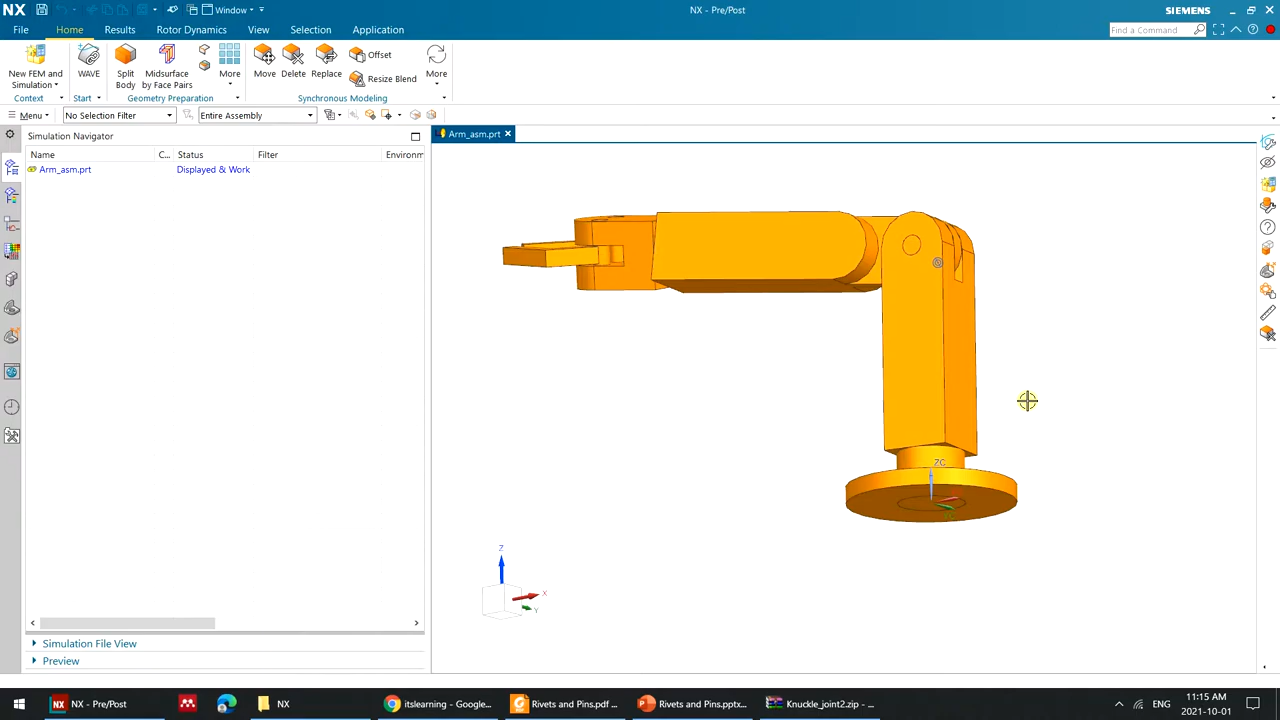 NX
Window
NX - Pre/Post
SIEMENS
File
Home
Results
Rotor Dynamics
View
Selection
Application
Find a Command
New FEM and
Simulation
WAVE
Split
Body
Midsurface
by Face Pairs
More
Move
Delete
Replace
Offset
Resize Blend
More
Context
Start
Geometry Preparation
Synchronous Modeling
Menu
No Selection Filter
Entire Assembly
Simulation Navigator
Arm_asm.prt
Name
C...
Status
Filter
Environm
Arm_asm.prt
Displayed & Work
ZC
Z
X
Y
Simulation File View
Preview
NX - Pre/Post
NX
itslearning - Google...
Rivets and Pins.pdf ...
Rivets and Pins.pptx...
Knuckle_joint2.zip - ...
ENG
11:15 AM
2021-10-01